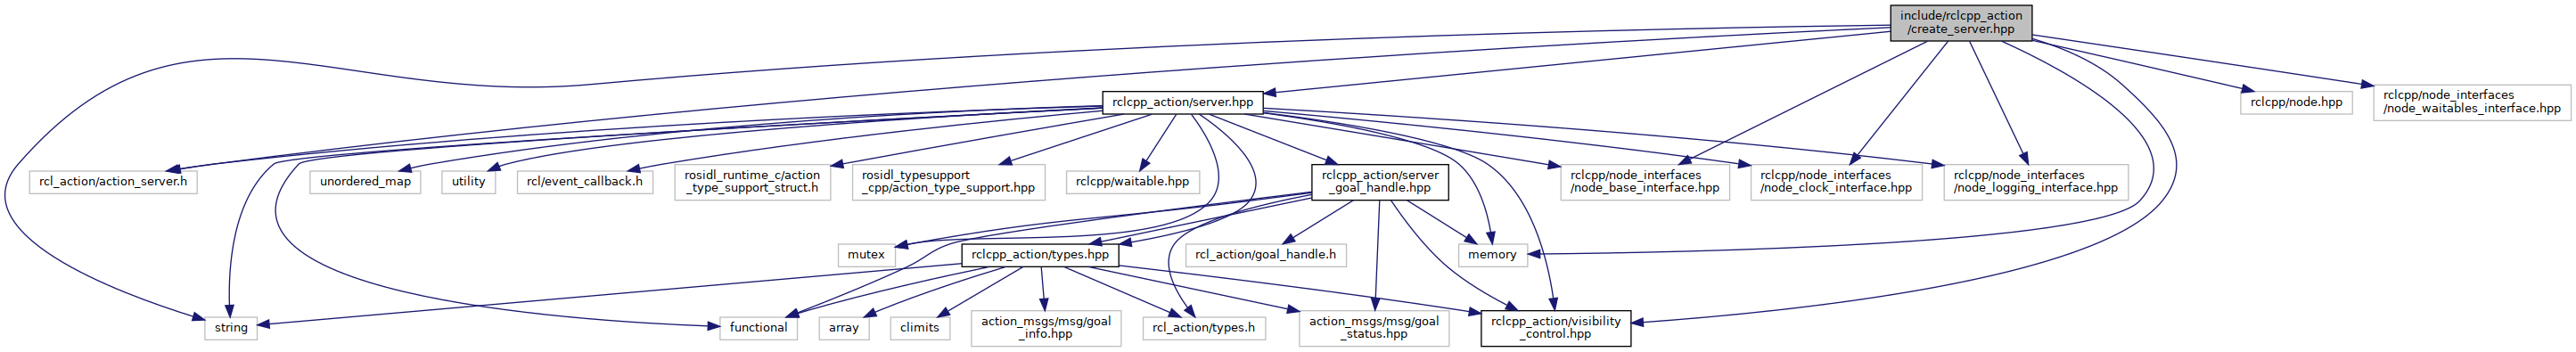 include/rclcpp_action
/create_server.hpp
rclcpp_action/server.hpp
rclcpp/node.hpp
rclcpp/node_interfaces
/node_waitables_interface.hpp
rcl_action/action_server.h
unordered_map
utility
rcl/event_callback.h
rosidl_runtime_c/action
_type_support_struct.h
rosidl_typesupport
_cpp/action_type_support.hpp
rclcpp/waitable.hpp
rclcpp_action/server
_goal_handle.hpp
rclcpp/node_interfaces
/node_base_interface.hpp
rclcpp/node_interfaces
/node_clock_interface.hpp
rclcpp/node_interfaces
/node_logging_interface.hpp
mutex
rclcpp_action/types.hpp
rcl_action/goal_handle.h
memory
string
functional
array
climits
action_msgs/msg/goal
_info.hpp
rcl_action/types.h
action_msgs/msg/goal
_status.hpp
rclcpp_action/visibility
_control.hpp